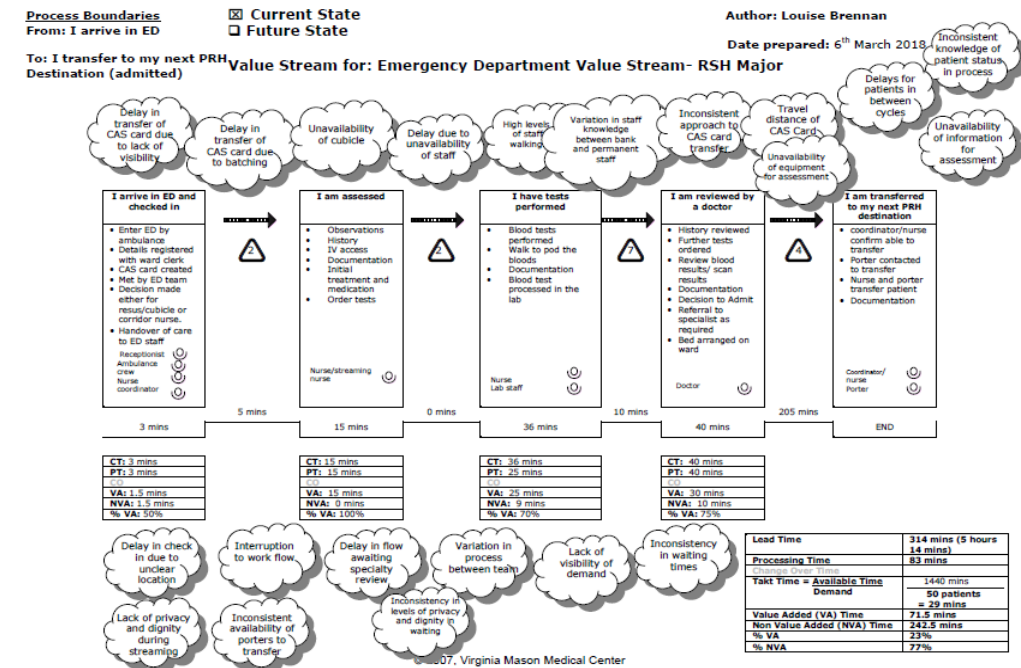 Process Boundaries
From: I arrive in ED
To: I transfer to my next PRH
Destination (admitted)
☒ Current State
❑ Future State
Author: Louise Brennan
Date prepared: 6th March 2018
Value Stream for: Emergency Department Value Stream- RSH Major
Delay in
transfer of
CAS card due
to lack of
visibility
Delay in
transfer of
CAS card due
to batching
Unavailability
of cubicle
Delay due to
unavailability
of staff
High levels
of staff
walking
Variation in staff
knowledge
between bank
and permanent
staff
Inconsistent
approach to
CAS card
transfer
Travel
distance of
CAS Card
Unavailability
of equipment
for assessment
Delays for
patients in
between
cycles
Inconsistent
knowledge of
patient status
in process
Unavailability
of information
for
assessment
I arrive in ED and
checked in
• Enter ED by
ambulance
• Details registered
with ward clerk
• CAS card created
• Met by ED team
• Decision made
either for
resus/cubicle or
corridor nurse.
• Handover of care
to ED staff
Receptionist
Ambulance
crew
Nurse
coordinator
2
I am assessed
• Observations
• History
• IV access
• Documentation
• Initial
treatment and
medication
• Order tests
Nurse/streaming
nurse
2
I have tests
performed
• Blood tests
performed
• Walk to pod the
bloods
• Documentation
• Blood test
processed in the
lab
Nurse
Lab staff
7
I am reviewed by
a doctor
• History reviewed
• Further tests
ordered
• Review blood
results/ scan
results
• Documentation
• Decision to Admit
• Referral to
specialist as
required
• Bed arranged on
ward
Doctor
4
I am transferred
to my next PRH
destination
• coordinator/nurse
confirm able to
transfer
• Porter contacted
to transfer
• Nurse and porter
transfer patient
• Documentation
Coordinator/
nurse
Porter
5 mins
0 mins
10 mins
205 mins
3 mins
15 mins
36 mins
40 mins
END
CT: 3 mins
PT: 3 mins
CO
VA: 1.5 mins
NVA: 1.5 mins
% VA: 50%
CT: 15 mins
PT: 15 mins
CO
VA: 15 mins
NVA: 0 mins
% VA: 100%
CT: 36 mins
PT: 25 mins
CO
VA: 25 mins
NVA: 9 mins
% VA: 70%
CT: 40 mins
PT: 40 mins
CO
VA: 30 mins
NVA: 10 mins
% VA: 75%
Delay in check
in due to
unclear
location
Interruption
to work flow
Delay in flow
awaiting
specialty
review
Variation in
process
between team
Lack of
visibility of
demand
Inconsistency
in waiting
times
Lack of privacy
and dignity
during
streaming
Inconsistent
availability of
porters to
transfer
Inconsistency in
levels of privacy
and dignity in
waiting
Lead Time 314 mins (5 hours
14 mins)
Processing Time 83 mins
Change Over Time
Takt Time = Available Time 1440 mins
Demand 50 patients
= 29 mins
Value Added (VA) Time 71.5 mins
Non Value Added (NVA) Time 242.5 mins
% VA 23%
% NVA 77%
07, Virginia Mason Medical Center